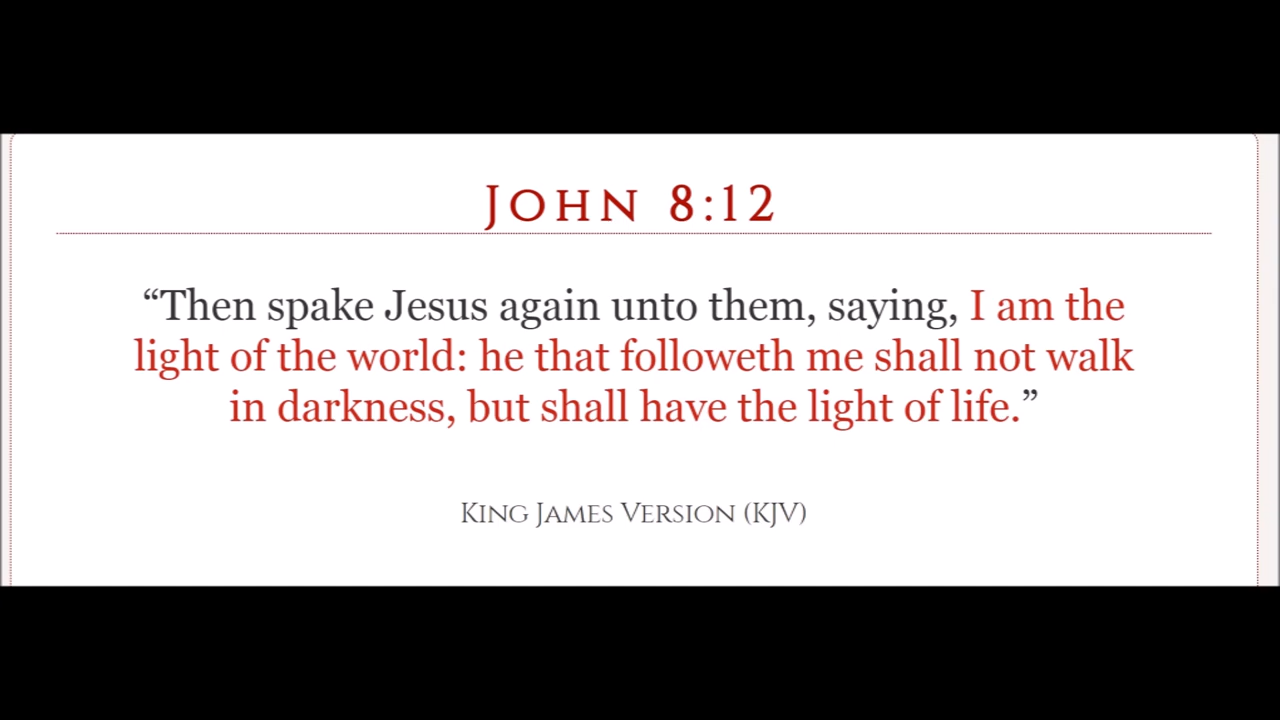 John 8:12
“Then spake Jesus again unto them, saying, I am the
light of the world: he that followeth me shall not walk
in darkness, but shall have the light of life.”
King James Version (KJV)